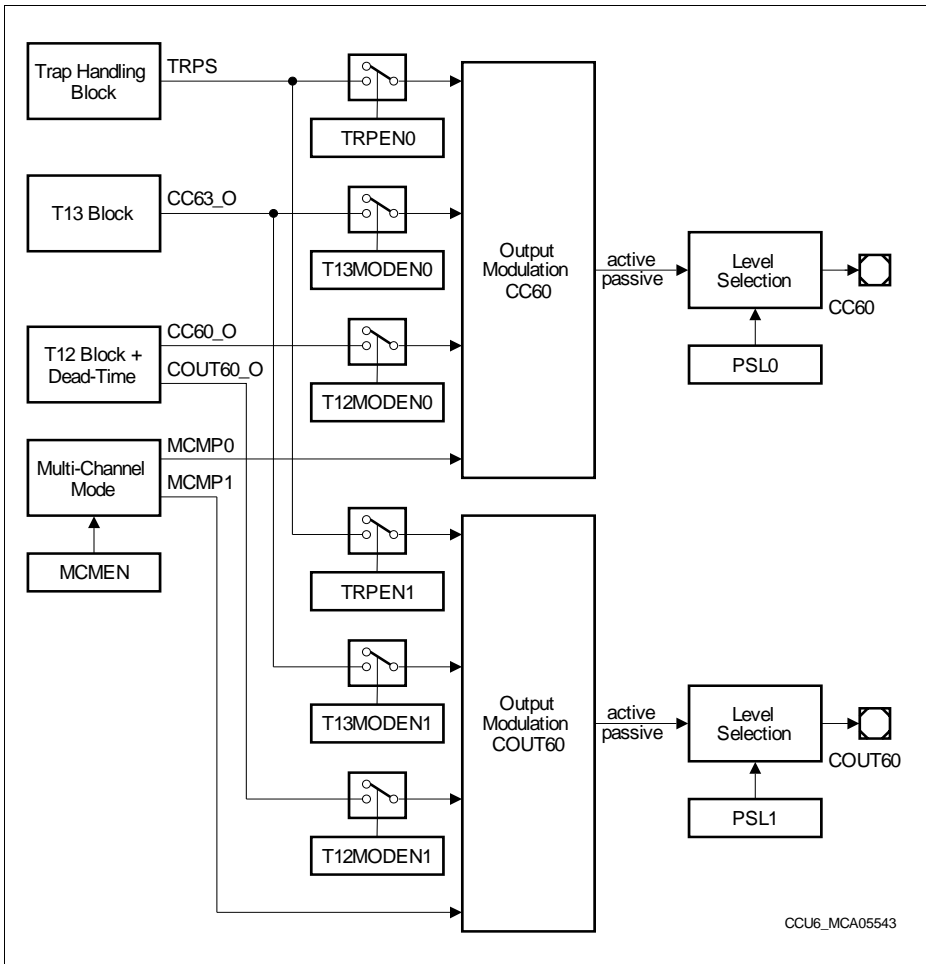 Trap Handling
Block
TRPS
TRPEN0
T13 Block
CC63_O
T13MODEN0
T12 Block +
Dead-Time
CC60_O
COUT60_O
T12MODEN0
Multi-Channel
Mode
MCMP0
MCMP1
MCMEN
Output
Modulation
CC60
active
passive
Level
Selection
CC60
PSL0
TRPEN1
T13MODEN1
T12MODEN1
Output
Modulation
COUT60
active
passive
Level
Selection
COUT60
PSL1
CCU6_MCA05543